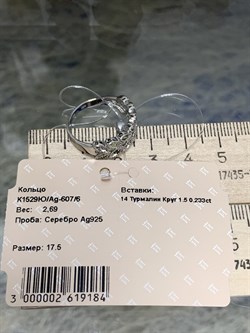 17435-
Кольцо
К1529Ю/Ag-607/6
Вес: 2,69
Проба: Серебро Ag925
Размер: 17.5
Вставки:
14 Турмалин Круг 1.5 0.233ct
3 000002 619184